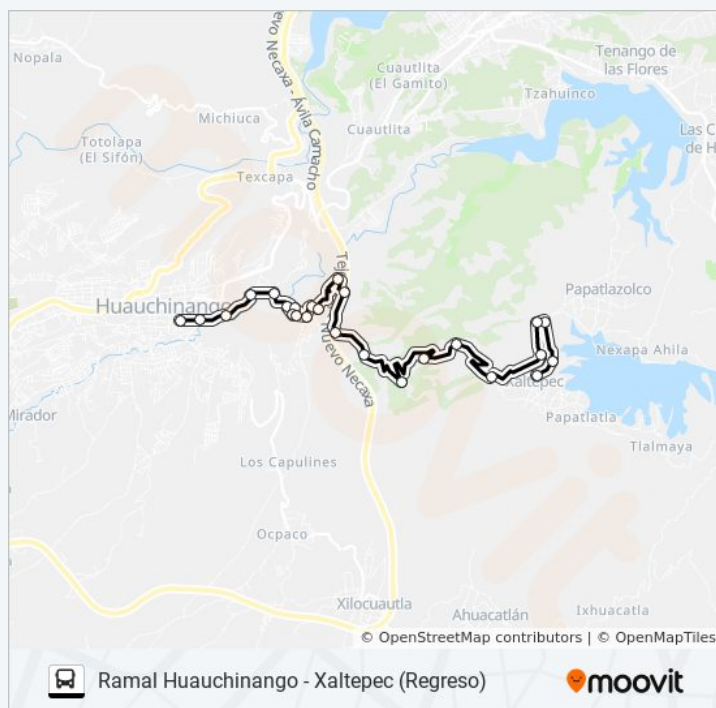 Nopala
Tenango de
las Flores
Cuautlita
(El Gamito)
Tzahuinco
Michiuca
Cuautlita
Las C
de H
Totolapa
(El Sifón)
Nuevo Necaxa - Ávila Camacho
Texcapa
Tej
Papatlazolco
Huauchinango
Nexapa Ahila
Nuevo Necaxa
Xaltepec
Mirador
Papatlatla
Tlalmaya
Los Capulines
Ocpaco
Xilocuautla
Ahuacatlán
Ixhuacatla
© OpenStreetMap contributors | © OpenMapTiles
Ramal Huauchinango - Xaltepec (Regreso)
moovit